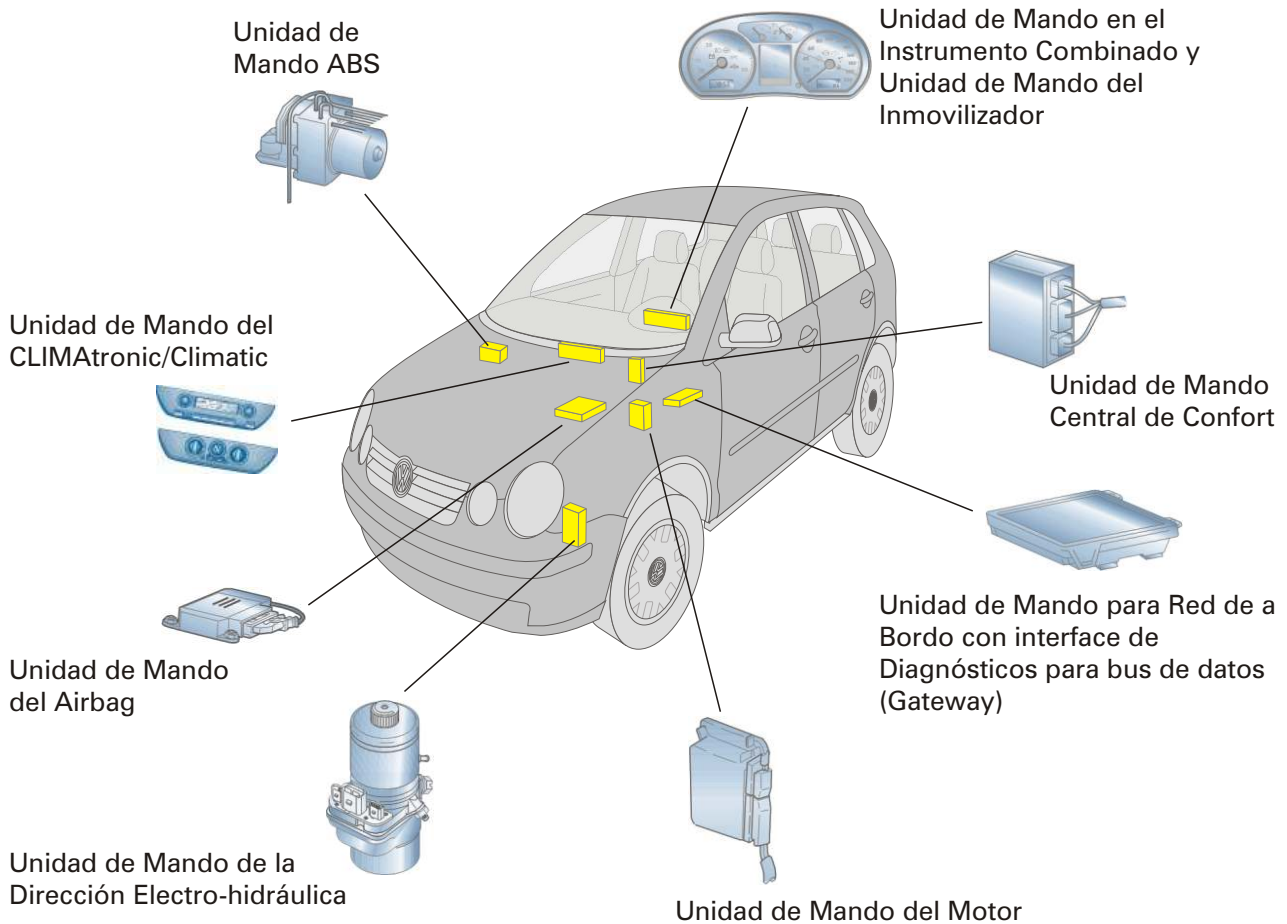 Unidad de
Mando ABS
Unidad de Mando en el
Instrumento Combinado y
Unidad de Mando del
Inmovilizador
Unidad de Mando del
CLIMAtronic/Climatic
Unidad de Mando
Central de Confort
Unidad de Mando
del Airbag
Unidad de Mando para Red de a
Bordo con interface de
Diagnósticos para bus de datos
(Gateway)
Unidad de Mando de la
Dirección Electro-hidráulica
Unidad de Mando del Motor